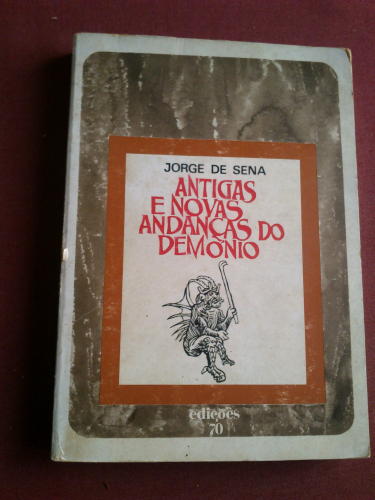 JORGE DE SENA
ANTIGAS
E NOVAS
ANDANÇAS DO
DEMÓNIO
edições
70